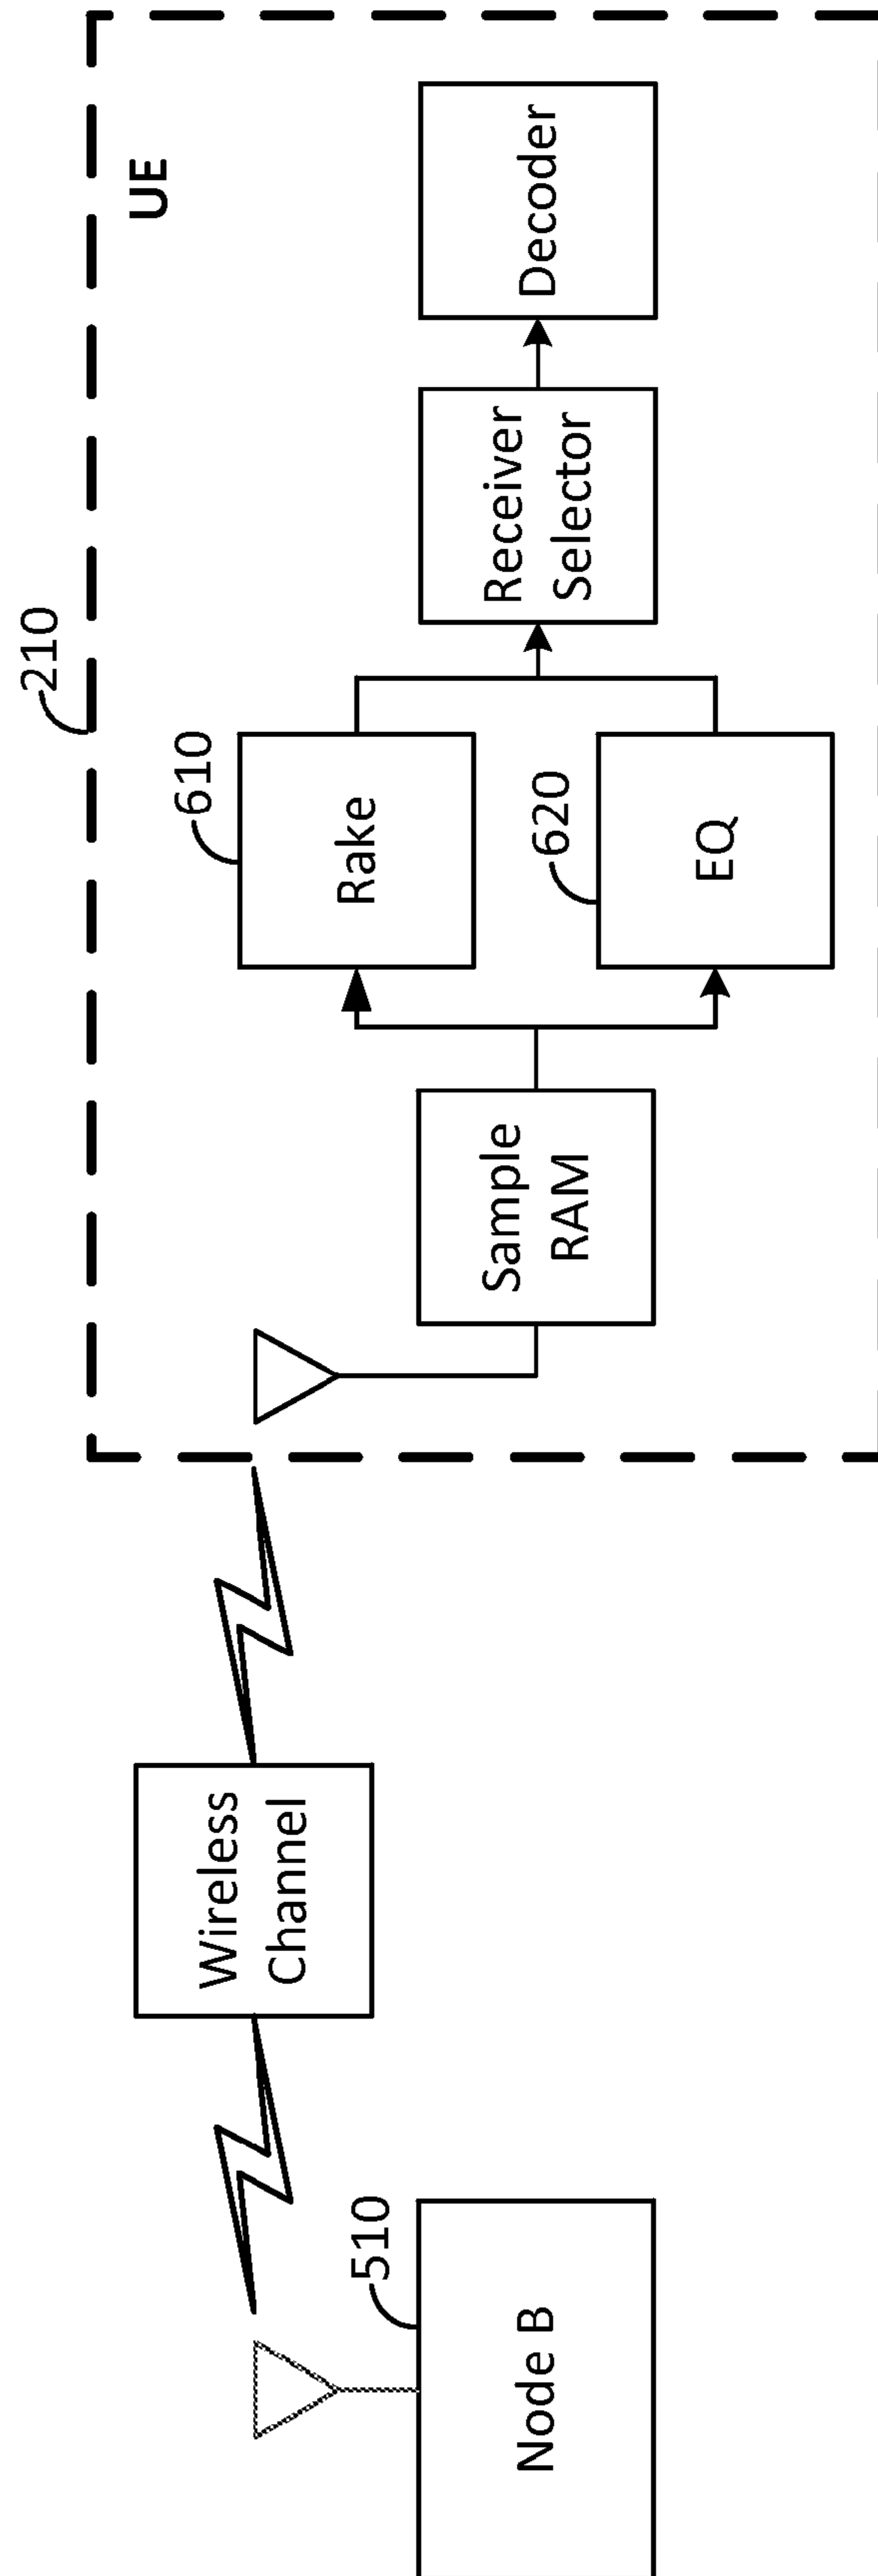 210
UE
510
Node B
Wireless
Channel
Sample
RAM
610
Rake
620
EQ
Receiver
Selector
Decoder